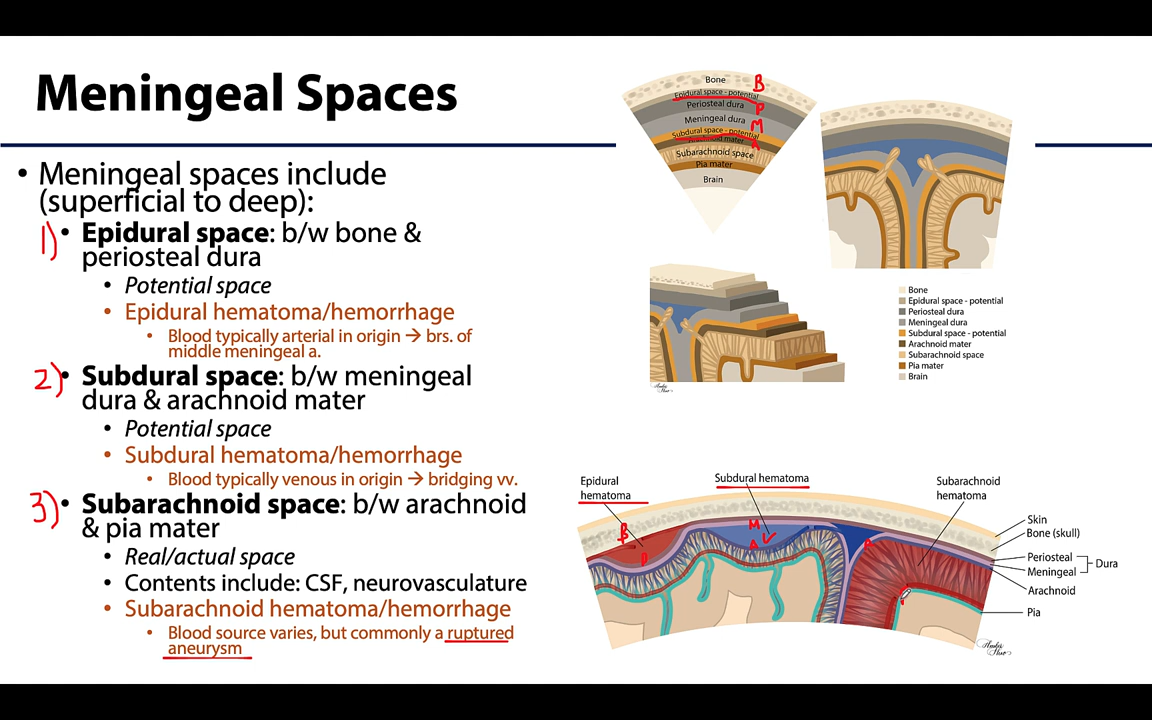 Meningeal Spaces
• Meningeal spaces include
(superficial to deep):
1) • Epidural space: b/w bone &
periosteal dura
• Potential space
• Epidural hematoma/hemorrhage
• Blood typically arterial in origin → brs. of
middle meningeal a.
2) • Subdural space: b/w meningeal
dura & arachnoid mater
• Potential space
• Subdural hematoma/hemorrhage
• Blood typically venous in origin → bridging vv.
3) • Subarachnoid space: b/w arachnoid
& pia mater
• Real/actual space
• Contents include: CSF, neurovasculature
• Subarachnoid hematoma/hemorrhage
• Blood source varies, but commonly a ruptured
aneurysm
Bone B
Epidural space - potential
Periosteal dura P
Meningeal dura M
Subdural space - potential
Arachnoid mater A
Subarachnoid space
Pia mater
Brain
Bone
Epidural space - potential
Periosteal dura
Meningeal dura
Subdural space - potential
Arachnoid mater
Subarachnoid space
Pia mater
Brain
Epidural
hematoma
Subdural hematoma
Subarachnoid
hematoma
B
P
M
A
Skin
Bone (skull)
Periosteal
Meningeal
Dura
Arachnoid
Pia